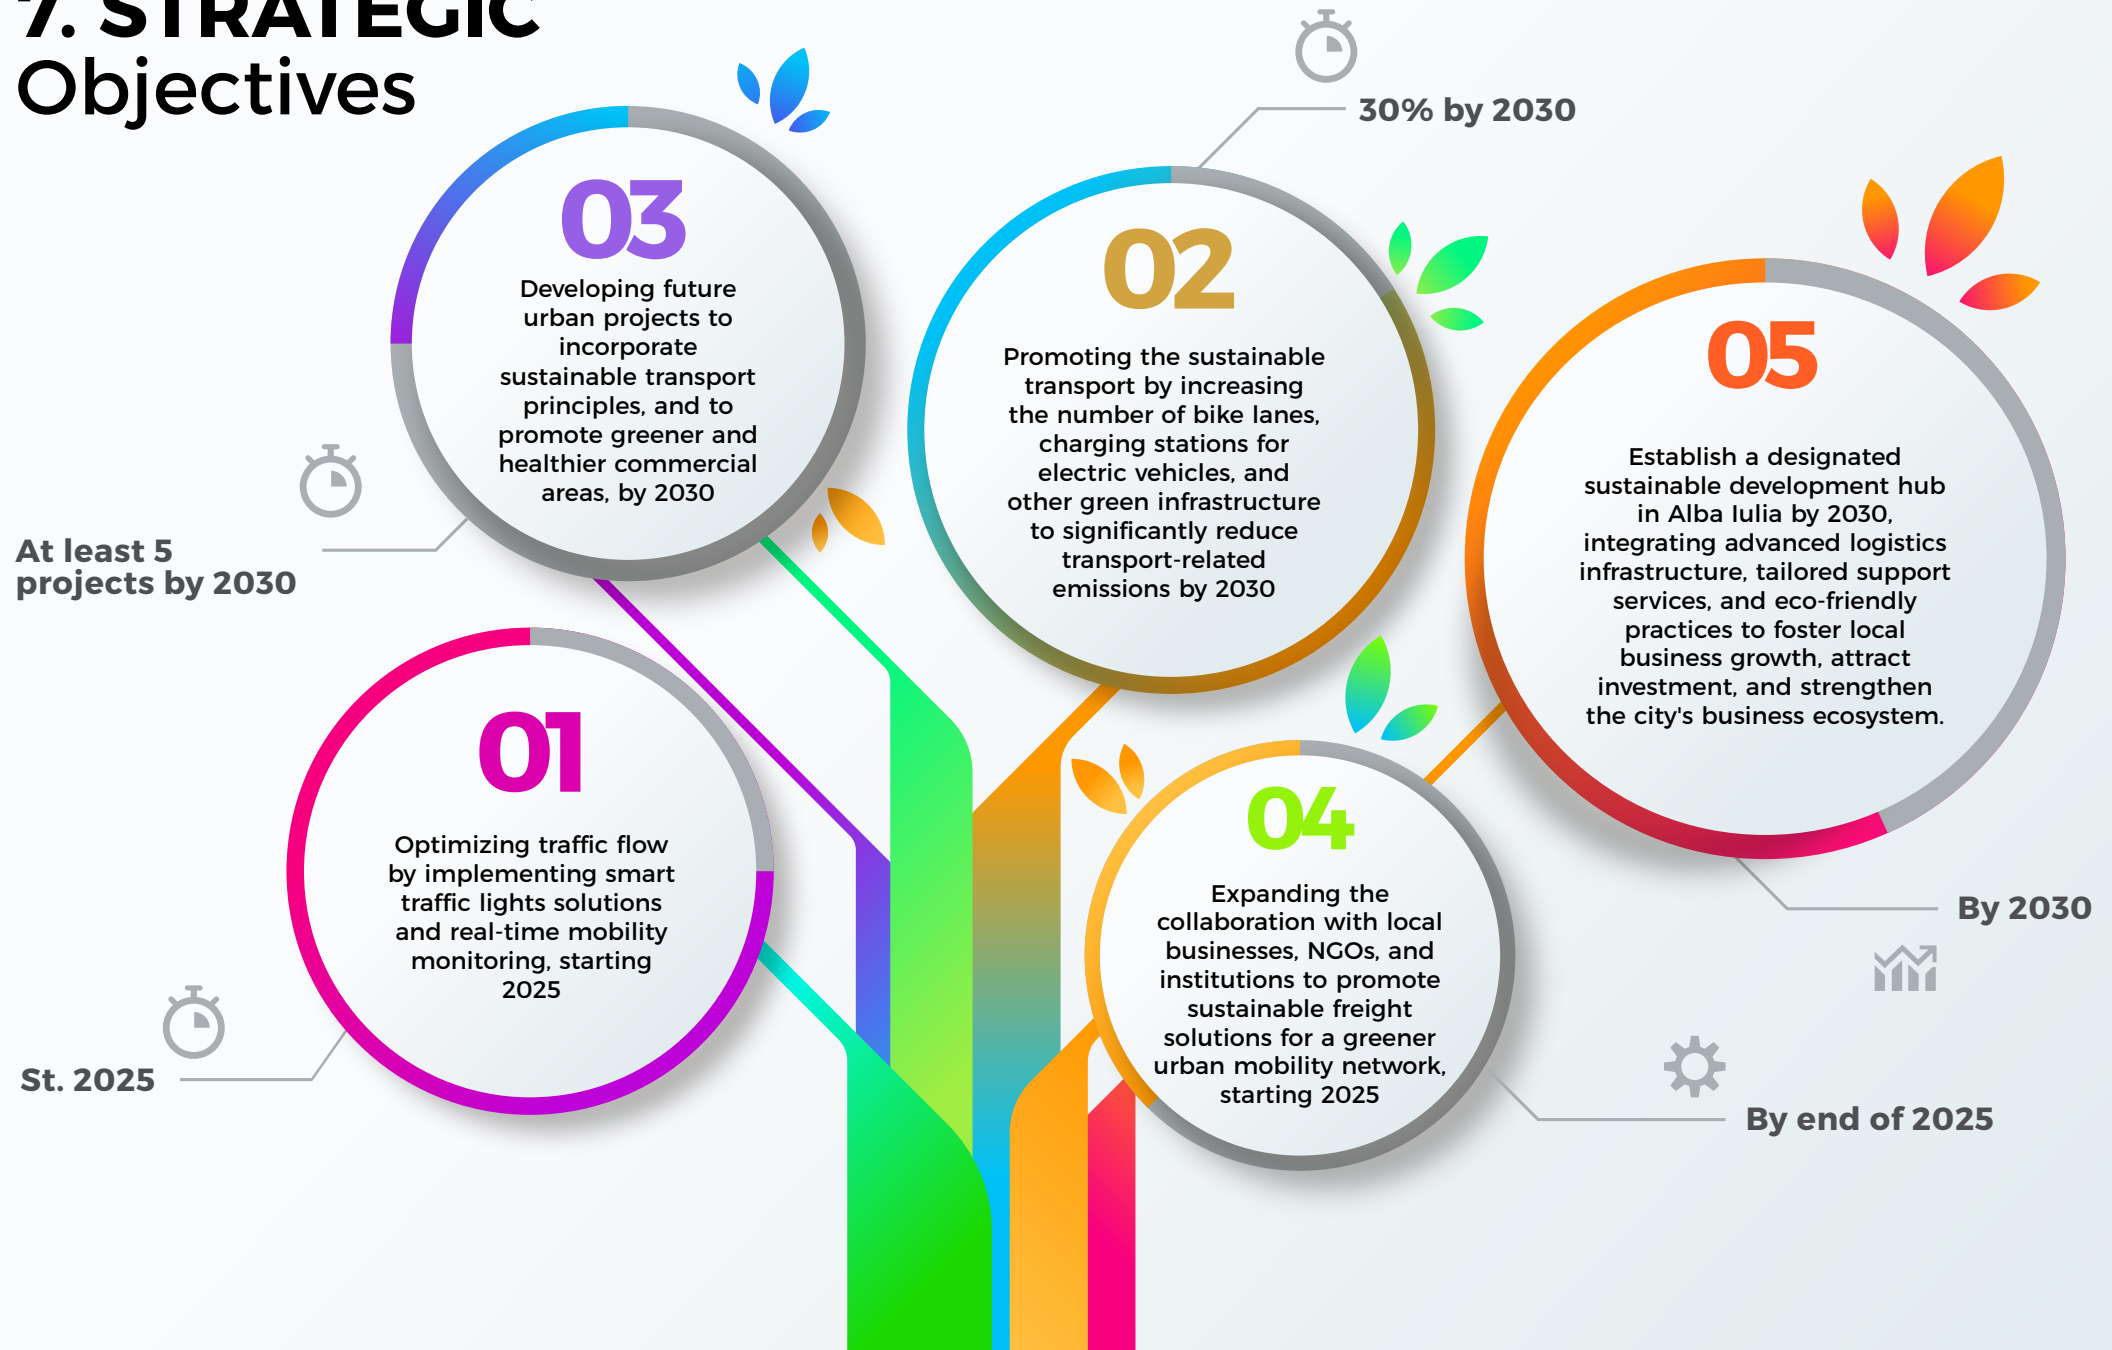 7. STRATEGIC
Objectives
03
Developing future
urban projects to
incorporate
sustainable transport
principles, and to
promote greener and
healthier commercial
areas, by 2030
At least 5
projects by 2030
30% by 2030
02
Promoting the sustainable
transport by increasing
the number of bike lanes,
charging stations for
electric vehicles, and
other green infrastructure
to significantly reduce
transport-related
emissions by 2030
05
Establish a designated
sustainable development hub
in Alba Iulia by 2030,
integrating advanced logistics
infrastructure, tailored support
services, and eco-friendly
practices to foster local
business growth, attract
investment, and strengthen
the city's business ecosystem.
By 2030
01
Optimizing traffic flow
by implementing smart
traffic lights solutions
and real-time mobility
monitoring, starting
2025
St. 2025
04
Expanding the
collaboration with local
businesses, NGOs, and
institutions to promote
sustainable freight
solutions for a greener
urban mobility network,
starting 2025
By end of 2025